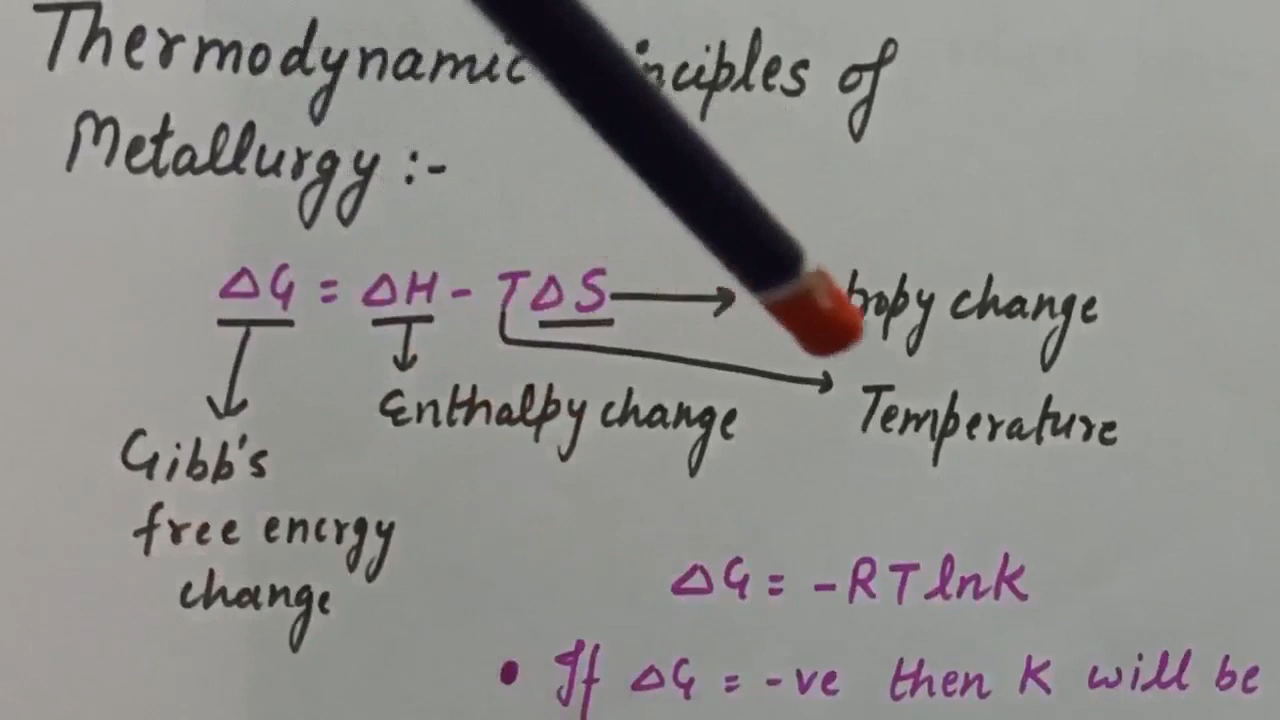 Thermodynamic of
Metallurgy :-
ΔG = ΔH - TΔS change
Enthalpy change Temperature
Gibb's
free energy
change
ΔG = -RTlnK
• If ΔG = -ve then K will be